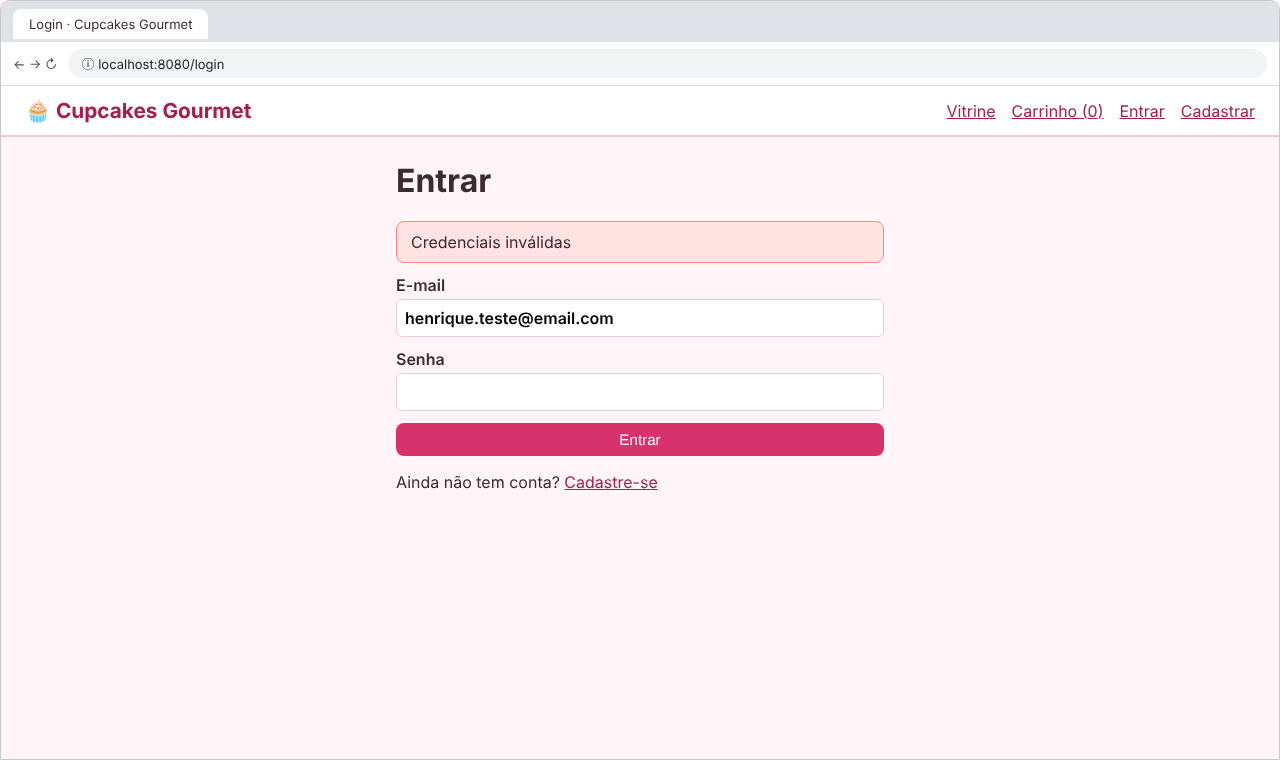 Login · Cupcakes Gourmet
localhost:8080/login
Cupcakes Gourmet
Vitrine Carrinho (0) Entrar Cadastrar
Entrar
Credenciais inválidas
E-mail
henrique.teste@email.com
Senha
Entrar
Ainda não tem conta? Cadastre-se